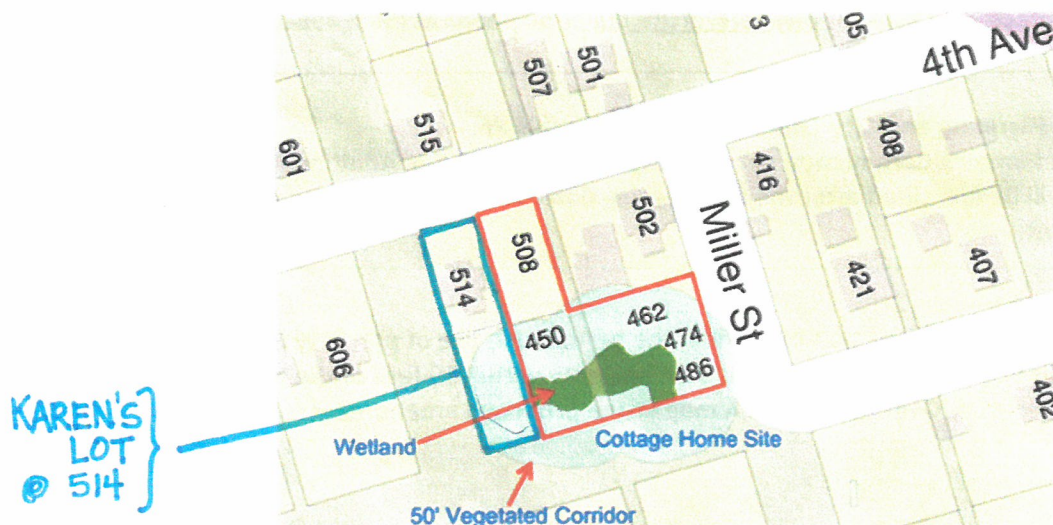 4th Ave
05
3
501
507
515
601
408
416
Miller St
502
508
514
407
421
462
450
474
486
606
402
KAREN'S
LOT
@ 514
Wetland
Cottage Home Site
50' Vegetated Corridor